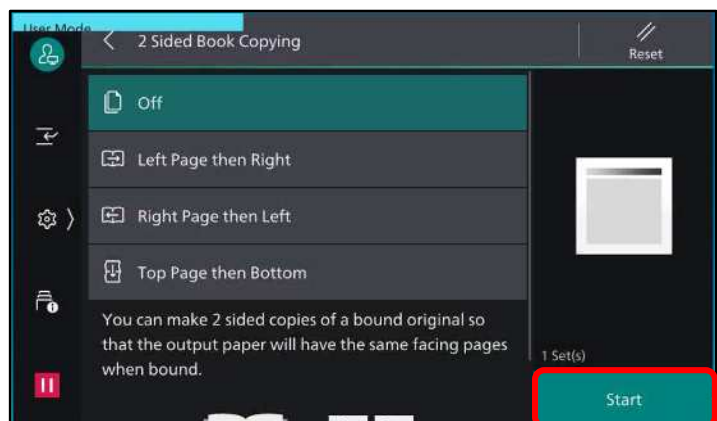 User Mode
2 Sided Book Copying
Reset
Off
Left Page then Right
Right Page then Left
Top Page then Bottom
You can make 2 sided copies of a bound original so
that the output paper will have the same facing pages
when bound.
1 Set(s)
Start